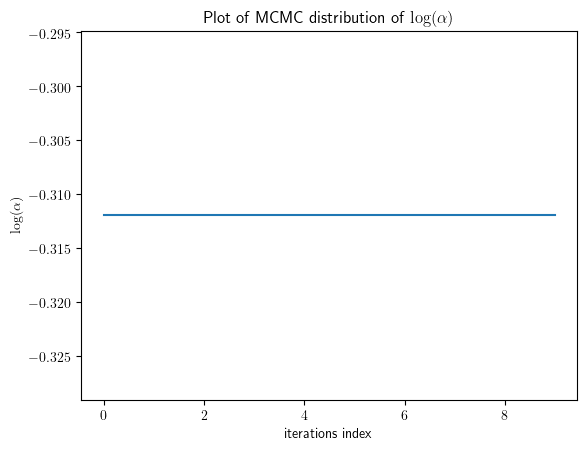 Plot of MCMC distribution of log(α)
−0.295
−0.300
−0.305
−0.310
−0.315
−0.320
−0.325
log(α)
0 2 4 6 8
iterations index